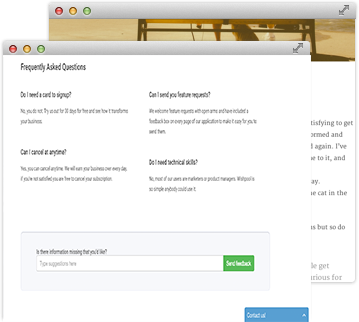 Frequently Asked Questions
Do I need a card to signup?
No, you do not. Try us out for 30 days for free and see how it transforms
your business.
Can I cancel at anytime?
Yes, you can cancel anytime. We will earn your business over every day,
if you're not satisfied you are free to cancel your subscription.
Can I send you feature requests?
We welcome feature requests with open arms and have included a
feedback box on every page of our application to make it easy for you to
send them.
Do I need technical skills?
No, most of our users are marketers or product managers. Wishpool is
so simple anybody could use it.
Is there information missing that you'd like?
Type suggestions here
Send feedback
Contact us!
tisfying to get
ormed and
d again. I've
me to it, and
ay.
he cat in the
us but so do
le get
urious for